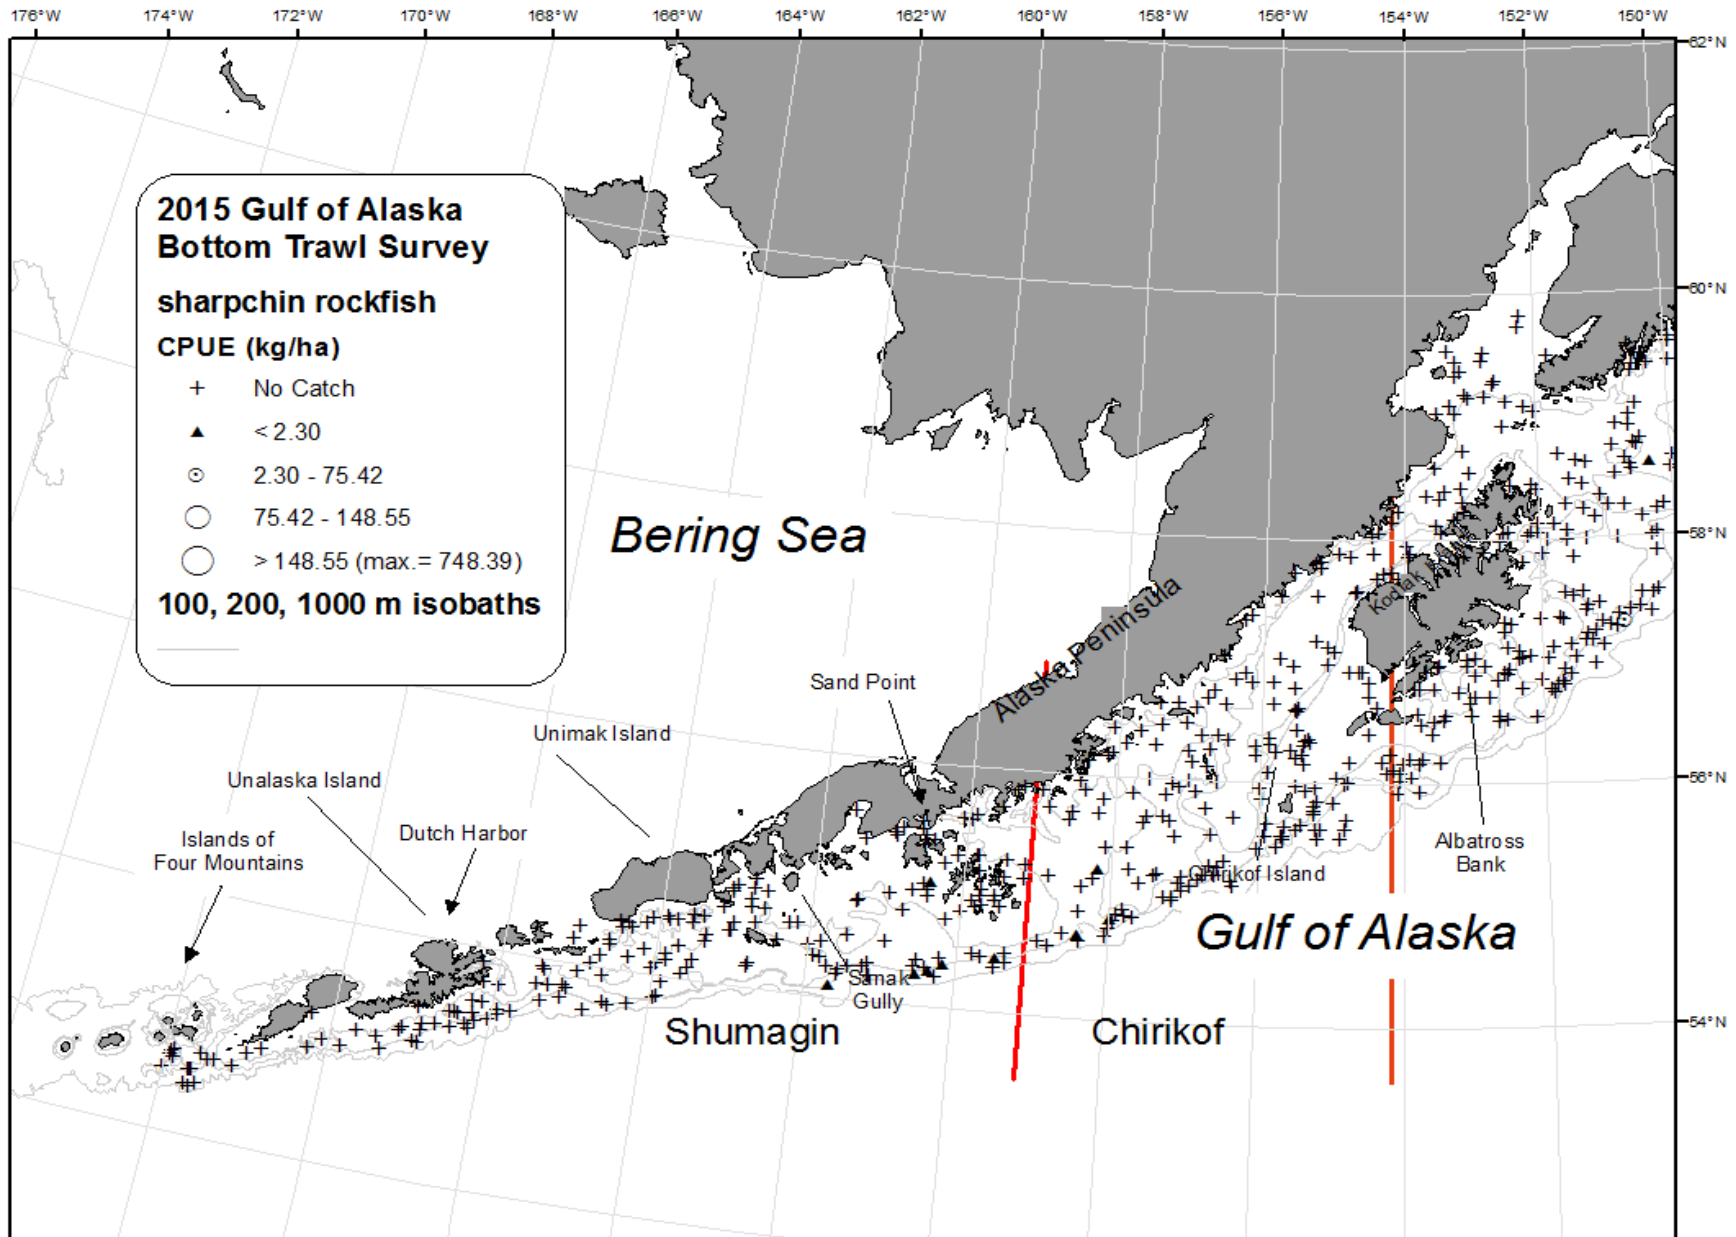 176°W 174°W 172°W 170°W 168°W 166°W 164°W 162°W 160°W 158°W 156°W 154°W 152°W 150°W
62°N
2015 Gulf of Alaska
Bottom Trawl Survey
sharpchin rockfish
CPUE (kg/ha)
No Catch
< 2.30
2.30 - 75.42
75.42 - 148.55
> 148.55 (max.= 748.39)
100, 200, 1000 m isobaths
60°N
Bering Sea
58°N
Kodiak
Alaska Peninsula
Sand Point
Unimak Island
Unalaska Island
56°N
Dutch Harbor
Islands of
Four Mountains
Albatross
Bank
Chirikof Island
Gulf of Alaska
Sanak
Gully
Shumagin
Chirikof
54°N